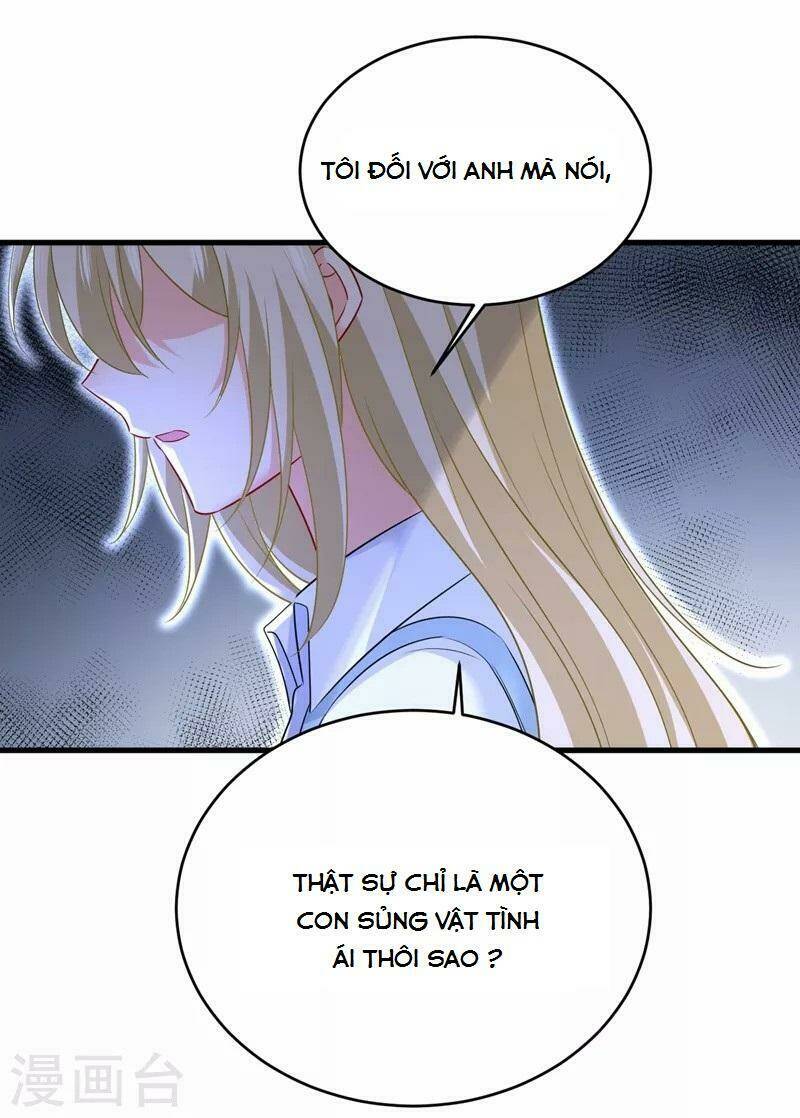 TÔI ĐỐI VỚI ANH MÀ NÓI,
THẬT SỰ CHỈ LÀ MỘT
CON SỦNG VẬT TÌNH
ÁI THÔI SAO ?
漫画台